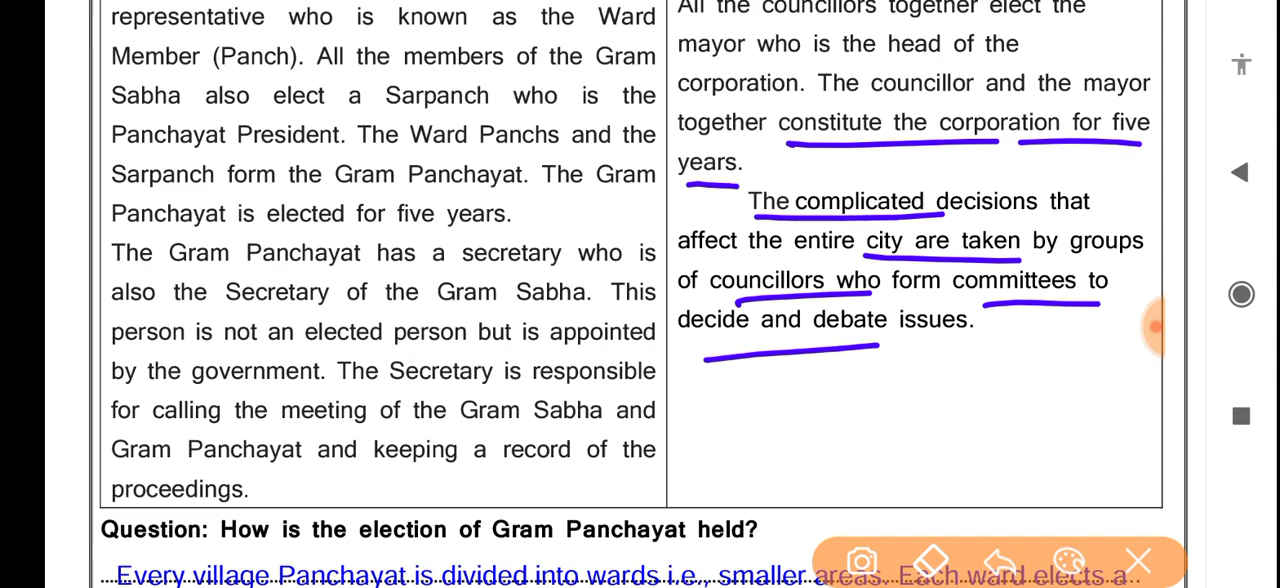 representative who is known as the Ward
Member (Panch). All the members of the Gram
Sabha also elect a Sarpanch who is the
Panchayat President. The Ward Panchs and the
Sarpanch form the Gram Panchayat. The Gram
Panchayat is elected for five years.
The Gram Panchayat has a secretary who is
also the Secretary of the Gram Sabha. This
person is not an elected person but is appointed
by the government. The Secretary is responsible
for calling the meeting of the Gram Sabha and
Gram Panchayat and keeping a record of the
proceedings.
All the councillors together elect the
mayor who is the head of the
corporation. The councillor and the mayor
together constitute the corporation for five
years.
The complicated decisions that
affect the entire city are taken by groups
of councillors who form committees to
decide and debate issues.
Question: How is the election of Gram Panchayat held?
....Every village Panchayat is divided into wards i.e., smaller areas. Each ward elects a..